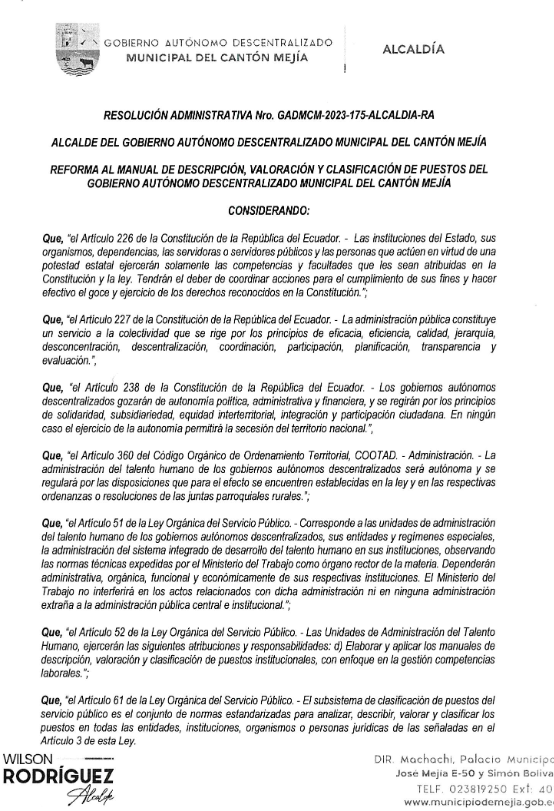 GOBIERNO AUTÓNOMO DESCENTRALIZADO
MUNICIPAL DEL CANTÓN MEJÍA
ALCALDÍA
RESOLUCIÓN ADMINISTRATIVA Nro. GADMCM-2023-175-ALCALDIA-RA
ALCALDE DEL GOBIERNO AUTÓNOMO DESCENTRALIZADO MUNICIPAL DEL CANTÓN MEJÍA
REFORMA AL MANUAL DE DESCRIPCIÓN, VALORACIÓN Y CLASIFICACIÓN DE PUESTOS DEL
GOBIERNO AUTÓNOMO DESCENTRALIZADO MUNICIPAL DEL CANTÓN MEJÍA
CONSIDERANDO:
Que, "el Articulo 226 de la Constitución de la República del Ecuador. - Las instituciones del Estado, sus
organismos, dependencias, las servidoras o servidores públicos y las personas que actúen en virtud de una
potestad estatal ejercerán solamente las competencias y facultades que les sean atribuidas en la
Constitución y la ley. Tendrán el deber de coordinar acciones para el cumplimiento de sus fines y hacer
efectivo el goce y ejercicio de los derechos reconocidos en la Constitución.";
Que, "el Articulo 227 de la Constitución de la República del Ecuador. - La administración pública constituye
un servicio a la colectividad que se rige por los principios de eficacia, eficiencia, calidad, jerarquía,
desconcentración, descentralización, coordinación, participación, planificación, transparencia y
evaluación.",
Que, "el Artículo 238 de la Constitución de la República del Ecuador. - Los gobiernos autónomos
descentralizados gozarán de autonomía política, administrativa y financiera, y se regirán por los principios
de solidaridad, subsidiariedad, equidad interterritorial, integración y participación ciudadana. En ningún
caso el ejercicio de la autonomía permitirá la secesión del territorio nacional.",
Que, "el Artículo 360 del Código Orgánico de Ordenamiento Territorial, COOTAD. - Administración. - La
administración del talento humano de los gobiernos autónomos descentralizados será autónoma y se
regulará por las disposiciones que para el efecto se encuentren establecidas en la ley y en las respectivas
ordenanzas o resoluciones de las juntas parroquiales rurales.";
Que, "el Artículo 51 de la Ley Orgánica del Servicio Público. - Corresponde a las unidades de administración
del talento humano de los gobiernos autónomos descentralizados, sus entidades y regímenes especiales,
la administración del sistema integrado de desarrollo del talento humano en sus instituciones, observando
las normas técnicas expedidas por el Ministerio del Trabajo como órgano rector de la materia. Dependerán
administrativa, orgánica, funcional y económicamente de sus respectivas instituciones. El Ministerio del
Trabajo no interferirá en los actos relacionados con dicha administración ni en ninguna administración
extraña a la administración pública central e institucional.";
Que, "el Artículo 52 de la Ley Orgánica del Servicio Público. - Las Unidades de Administración del Talento
Humano, ejercerán las siguientes atribuciones y responsabilidades: d) Elaborar y aplicar los manuales de
descripción, valoración y clasificación de puestos institucionales, con enfoque en la gestión competencias
laborales.";
Que, "el Artículo 61 de la Ley Orgánica del Servicio Público. - El subsistema de clasificación de puestos del
servicio público es el conjunto de normas estandarizadas para analizar, describir, valorar y clasificar los
puestos en todas las entidades, instituciones, organismos o personas jurídicas de las señaladas en el
Artículo 3 de esta Ley.
WILSON
RODRÍGUEZ
Alcalde
DIR. Machachi, Palacio Municipa
José Mejía E-50 y Simón Bolíva
TELF. 023819250 Ext: 40
www.municipiodemejia.gob.e